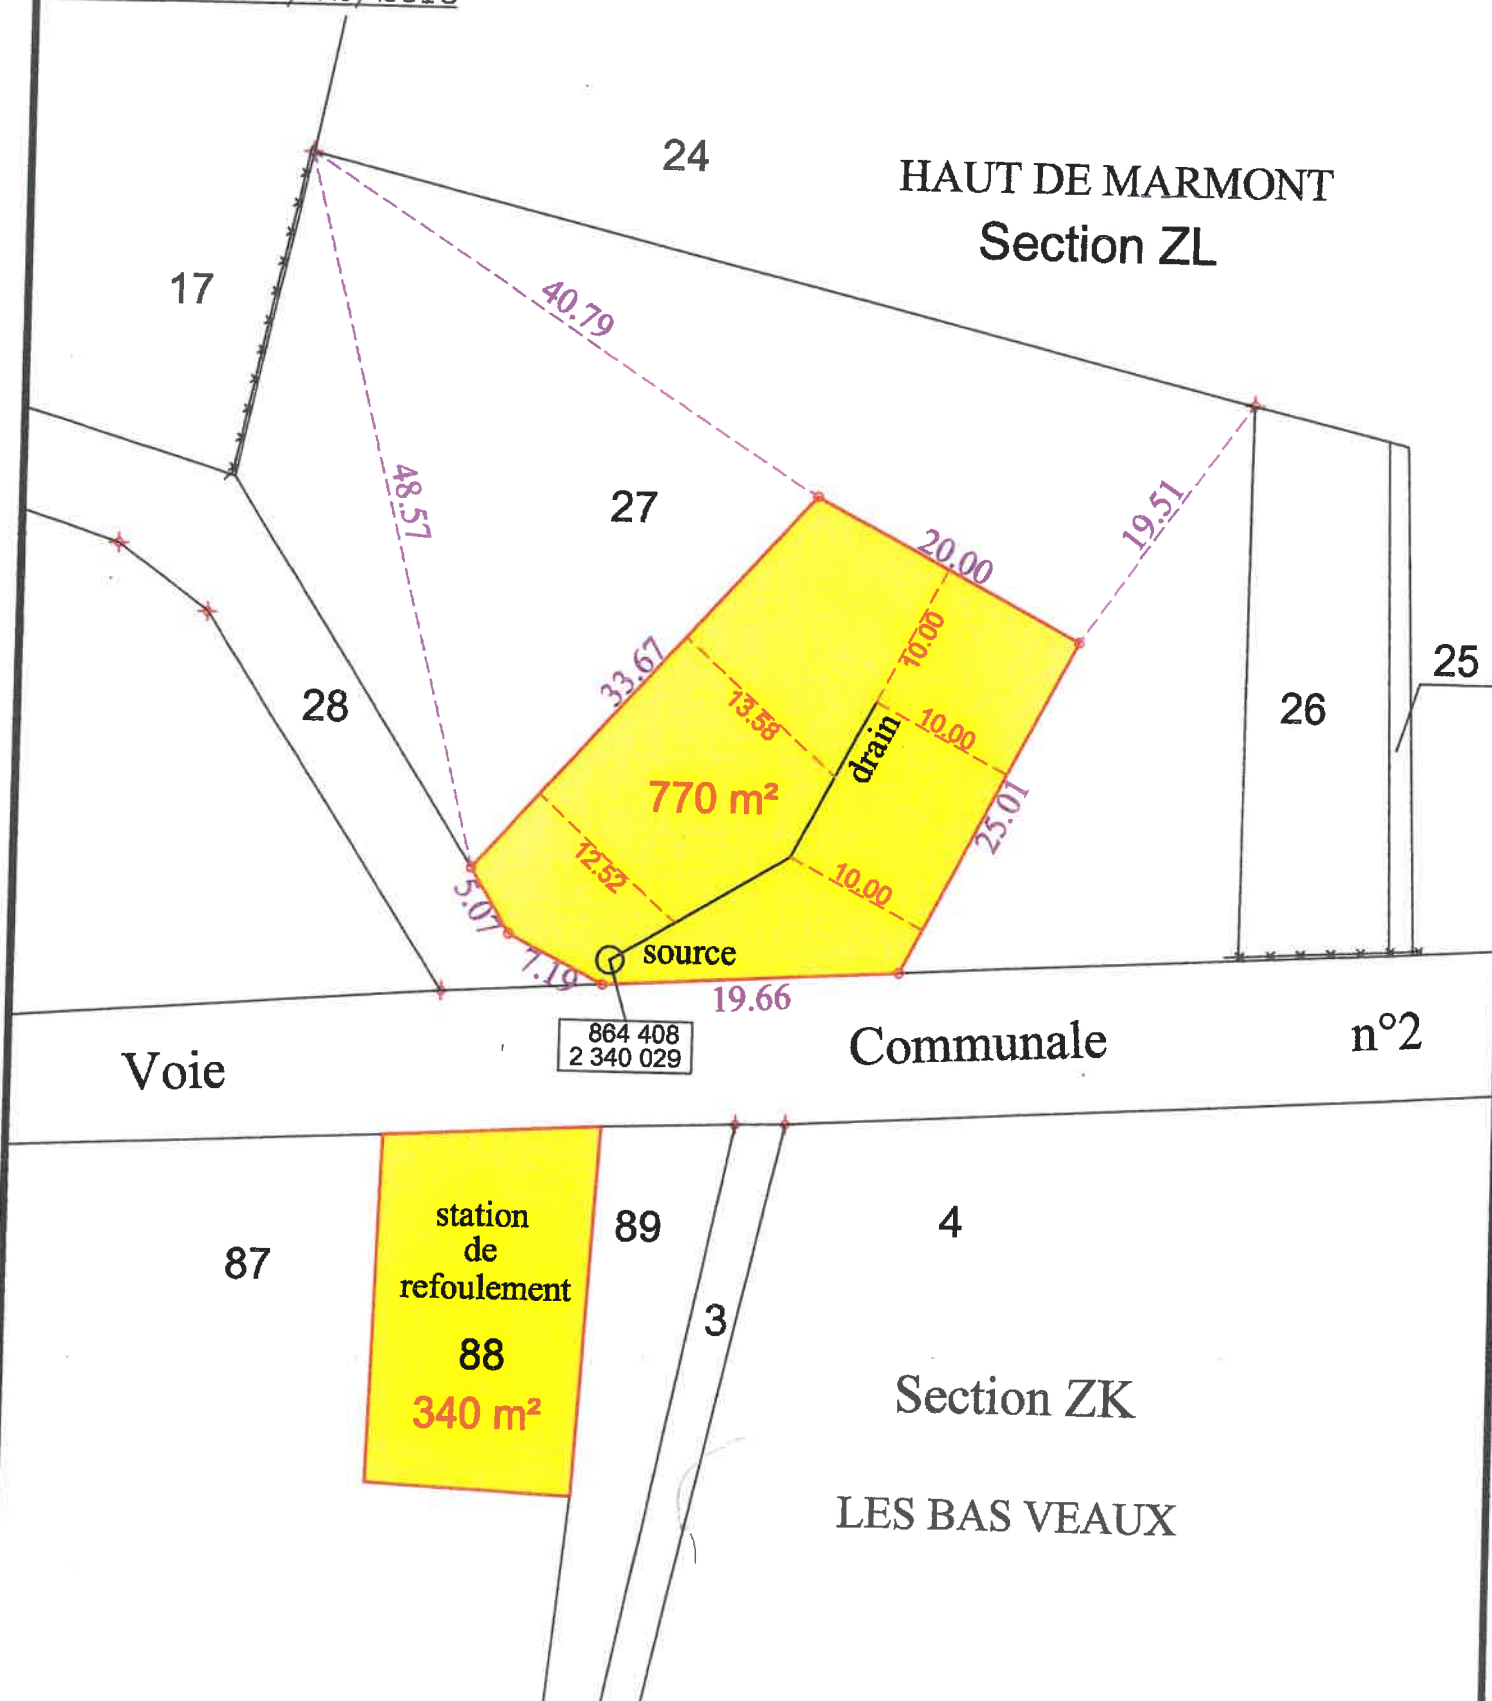 24
HAUT DE MARMONT
Section ZL
17
40.79
48.57
27
19.51
20.00
10.00
33.67
25
28
26
13.58
10.00
drain
770 m²
25.01
12.52
10.00
5.07
source
7.19
19.66
864 408
2 340 029
Voie
Communale
n°2
station
de
refoulement
88
340 m²
87
89
4
3
Section ZK
LES BAS VEAUX